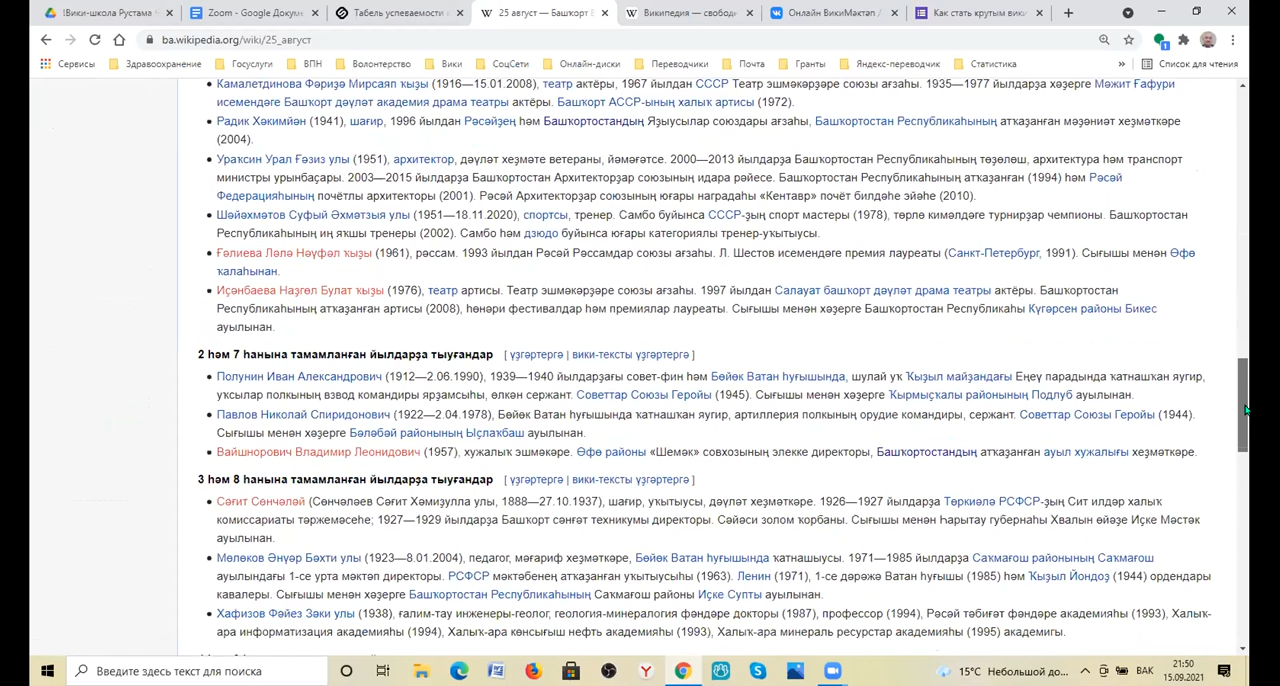 !Вики-школа Рустама
Zoom - Google Докуме
Табель успеваемости
25 август — Башҡорт
Википедия — свобод
Онлайн ВикиМәктәп /
Как стать крутым вики
ba.wikipedia.org/wiki/25_август
Сервисы Здравоохранение Госуслуги ВПН Волонтерство Вики СоцСети Онлайн-диски Переводчики Почта Гранты Яндекс-переводчик Статистика » Список для чтения
Камалетдинова Фәриҙә Мирсаяп ҡыҙы (1916—15.01.2008), театр актёры, 1967 йылдан СССР Театр эшмәкәрҙәре союзы ағзаһы. 1935—1977 йылдарҙа хәҙерге Мәжит Ғафури
исемендәге Башҡорт дәүләт академия драма театры актёры. Башҡорт АССР-ының халыҡ артисы (1972).
Радик Хәкимйән (1941), шағир, 1996 йылдан Рәсәйҙең һәм Башҡортостандың Яҙыусылар союздары ағзаһы, Башҡортостан Республикаһының атҡаҙанған мәҙәниәт хеҙмәткәре
(2004).
Ураҡсин Урал Ғәзиз улы (1951), архитектор, дәүләт хеҙмәте ветераны, йәмәғәтсе. 2000—2013 йылдарҙа Башҡортостан Республикаһының төҙөлөш, архитектура һәм транспорт
министры урынбаҫары. 2003—2015 йылдарҙа Башҡортостан Архитекторҙар союзының идара рәйесе. Башҡортостан Республикаһының атҡаҙанған (1994) һәм Рәсәй
Федерацияһының почётлы архитекторы (2001). Рәсәй Архитекторҙар союзының юғары наградаһы «Кентавр» почёт билдәһе эйәһе (2010).
Шәйәхмәтов Суфый Әхмәтзыя улы (1951—18.11.2020), спортсы, тренер. Самбо буйынса СССР-ҙың спорт мастеры (1978), төрлө кимәлдәге турнирҙар чемпионы. Башҡортостан
Республикаһының иң яҡшы тренеры (2002). Самбо һәм дзюдо буйынса юғары категориялы тренер-уҡытыусы.
Ғәлиева Ләлә Нәүфәл ҡыҙы (1961), рәссам. 1993 йылдан Рәсәй Рәссамдар союзы ағзаһы. Л. Шестов исемендәге премия лауреаты (Санкт-Петербург, 1991). Сығышы менән Өфө
ҡалаһынан.
Иҫәнбаева Наҙгөл Булат ҡыҙы (1976), театр артисы. Театр эшмәкәрҙәре союзы ағзаһы. 1997 йылдан Салауат башҡорт дәүләт драма театры актёры. Башҡортостан
Республикаһының атҡаҙанған артисы (2008), һөнәри фестивалдар һәм премиялар лауреаты. Сығышы менән хәҙерге Башҡортостан Республикаһы Күгәрсен районы Бикес
ауылынан.
2 һәм 7 һанына тамамланған йылдарҙа тыуғандар [ үҙгәртергә | вики-тексты үҙгәртергә ]
Полунин Иван Александрович (1912—2.06.1990), 1939—1940 йылдарҙағы совет-фин һәм Бөйөк Ватан һуғышында, шулай уҡ Ҡыҙыл майҙандағы Еңеү парадында ҡатнашҡан яугир,
уҡсылар полкының взвод командиры ярҙамсыһы, өлкән сержант. Советтар Союзы Геройы (1945). Сығышы менән хәҙерге Ҡырмыҫҡалы районының Подлуб ауылынан.
Павлов Николай Спиридонович (1922—2.04.1978), Бөйөк Ватан һуғышында ҡатнашҡан яугир, артиллерия полкының орудие командиры, сержант. Советтар Союзы Геройы (1944).
Сығышы менән хәҙерге Бәләбәй районының Ыҫлаҡбаш ауылынан.
Вайшнорович Владимир Леонидович (1957), хужалыҡ эшмәкәре. Өфө районы «Шемәк» совхозының элекке директоры, Башҡортостандың атҡаҙанған ауыл хужалығы хеҙмәткәре.
3 һәм 8 һанына тамамланған йылдарҙа тыуғандар [ үҙгәртергә | вики-тексты үҙгәртергә ]
Сәғит Сөнчәләй (Сөнчәләев Сәғит Хәмизулла улы, 1888—27.10.1937), шағир, уҡытыусы, дәүләт хеҙмәткәре. 1926—1927 йылдарҙа Төркиәлә РСФСР-ҙың Сит илдәр халыҡ
комиссариаты тәржемәсеһе; 1927—1929 йылдарҙа Башҡорт сәнғәт техникумы директоры. Сәйәси золом ҡорбаны. Сығышы менән Һарытау губернаһы Хвалын өйәҙе Иҫке Мәстәк
ауылынан.
Мөлөков Әнүәр Бәхти улы (1923—8.01.2004), педагог, мәғариф хеҙмәткәре, Бөйөк Ватан һуғышында ҡатнашыусы. 1971—1985 йылдарҙа Саҡмағош районының Саҡмағош
ауылындағы 1-се урта мәктәп директоры. РСФСР мәктәбенең атҡаҙанған уҡытыусыһы (1963). Ленин (1971), 1-се дәрәжә Ватан һуғышы (1985) һәм Ҡыҙыл Йондоҙ (1944) ордендары
кавалеры. Сығышы менән Башҡортостан Республикаһының Саҡмағош районы Иҫке Супты ауылынан.
Хафизов Фәйез Зәки улы (1938), ғалим-тау инженеры-геолог, геология-минералогия фәндәре докторы (1987), профессор (1994), Рәсәй тәбиғәт фәндәре академияһы (1993), Халыҡ-
ара информатизация академияһы (1994), Халыҡ-ара көнсығыш нефть академияһы (1993), Халыҡ-ара минераль ресурстар академияһы (1995) академигы.
Введите здесь текст для поиска
15°C Небольшой до... ВАК 21:50
15.09.2021